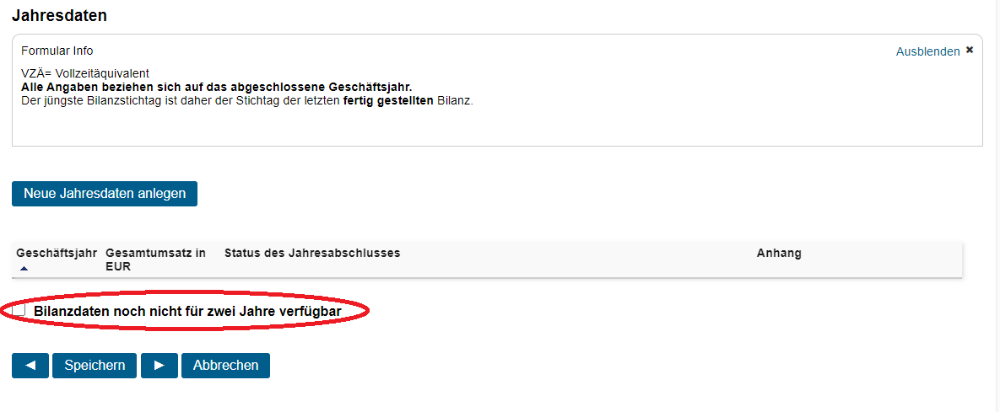 Jahresdaten
Formular Info
Ausblenden ✖
VZÄ= Vollzeitäquivalent
Alle Angaben beziehen sich auf das abgeschlossene Geschäftsjahr.
Der jüngste Bilanzstichtag ist daher der Stichtag der letzten fertig gestellten Bilanz.
Neue Jahresdaten anlegen
Geschäftsjahr Gesamtumsatz in Status des Jahresabschlusses Anhang
EUR
Bilanzdaten noch nicht für zwei Jahre verfügbar
Speichern Abbrechen